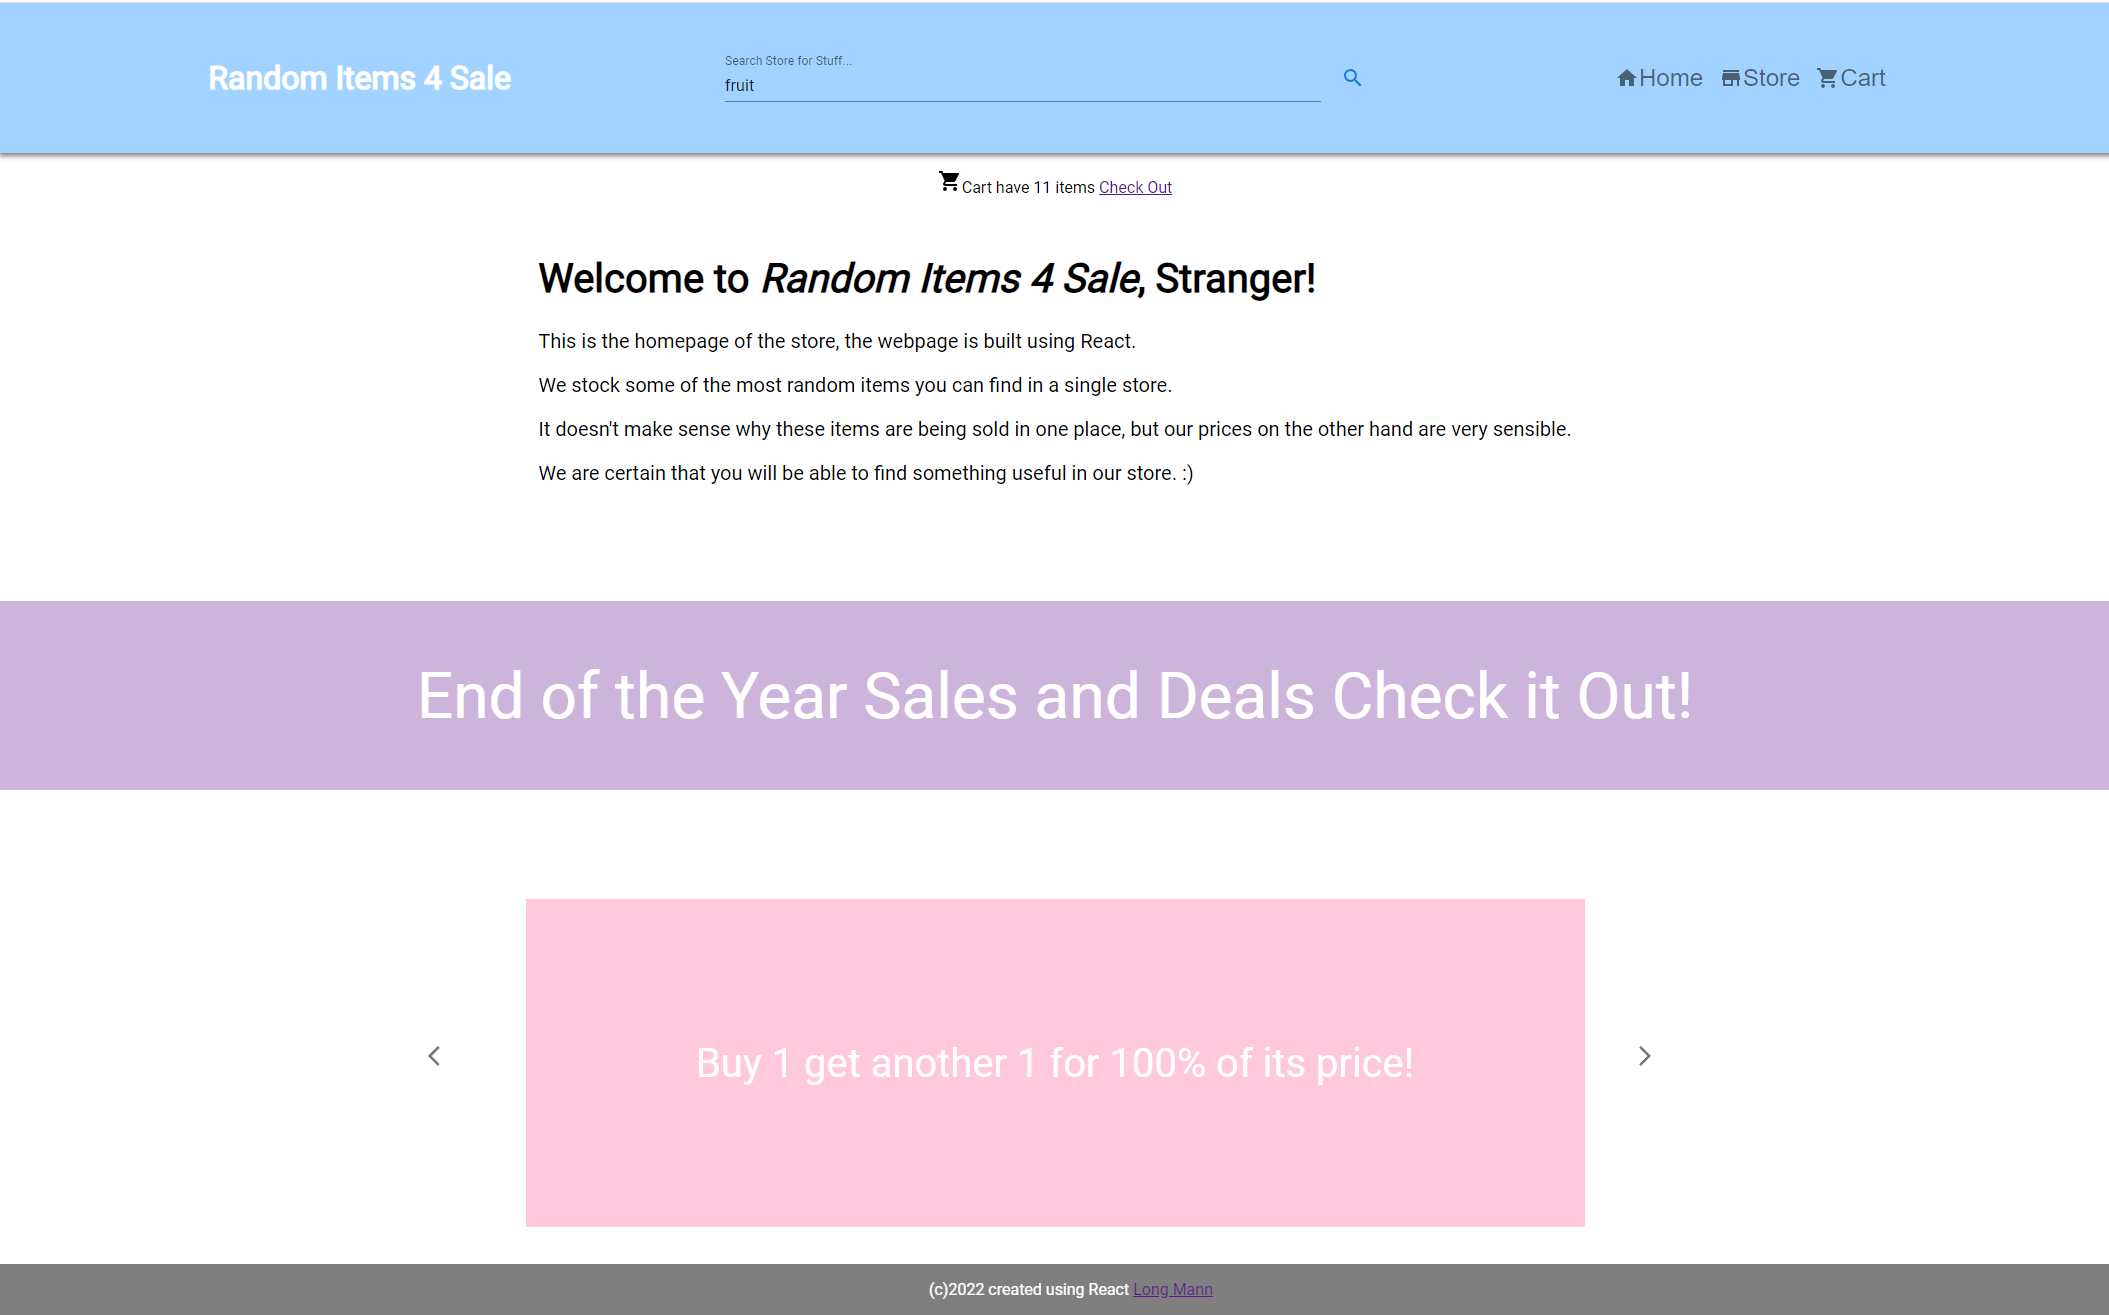 Random Items 4 Sale
Search Store for Stuff...
fruit
Home Store Cart
Cart have 11 items Check Out
Welcome to Random Items 4 Sale, Stranger!
This is the homepage of the store, the webpage is built using React.
We stock some of the most random items you can find in a single store.
It doesn't make sense why these items are being sold in one place, but our prices on the other hand are very sensible.
We are certain that you will be able to find something useful in our store. :)
End of the Year Sales and Deals Check it Out!
Buy 1 get another 1 for 100% of its price!
(c)2022 created using React Long Mann